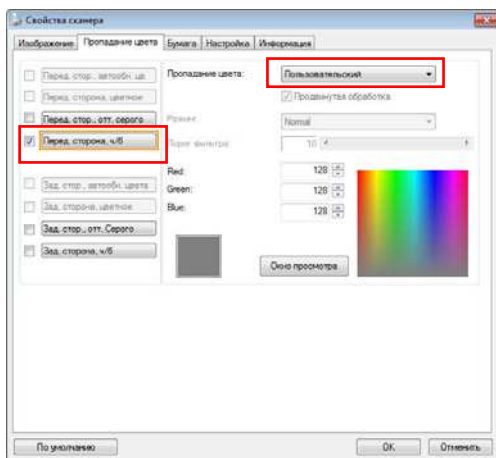 Свойства сканера
Изображение Пропадание цвета Бумага Настройка Информация
Перед. стор., автообн. цв.
Перед. сторона, цветное
Перед. стор., отт. серого
Перед. сторона, ч/б
Зад. стор., автообн. цвета
Зад. сторона, цветное
Зад. стор., отт. Серого
Зад. сторона, ч/б
Пропадание цвета: Пользовательский
Продвинутая обработка
Режим: Normal
Порог фильтра: 10
Red: 128
Green: 128
Blue: 128
Окно просмотра
По умолчанию OK Отменить